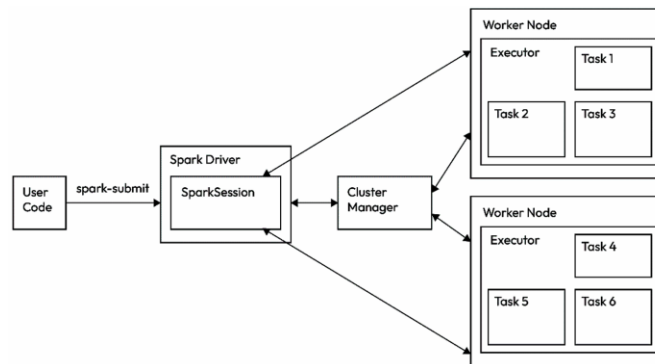 User
Code
spark-submit
Spark Driver
SparkSession
Cluster
Manager
Worker Node
Executor
Task 1
Task 2
Task 3
Worker Node
Executor
Task 4
Task 5
Task 6